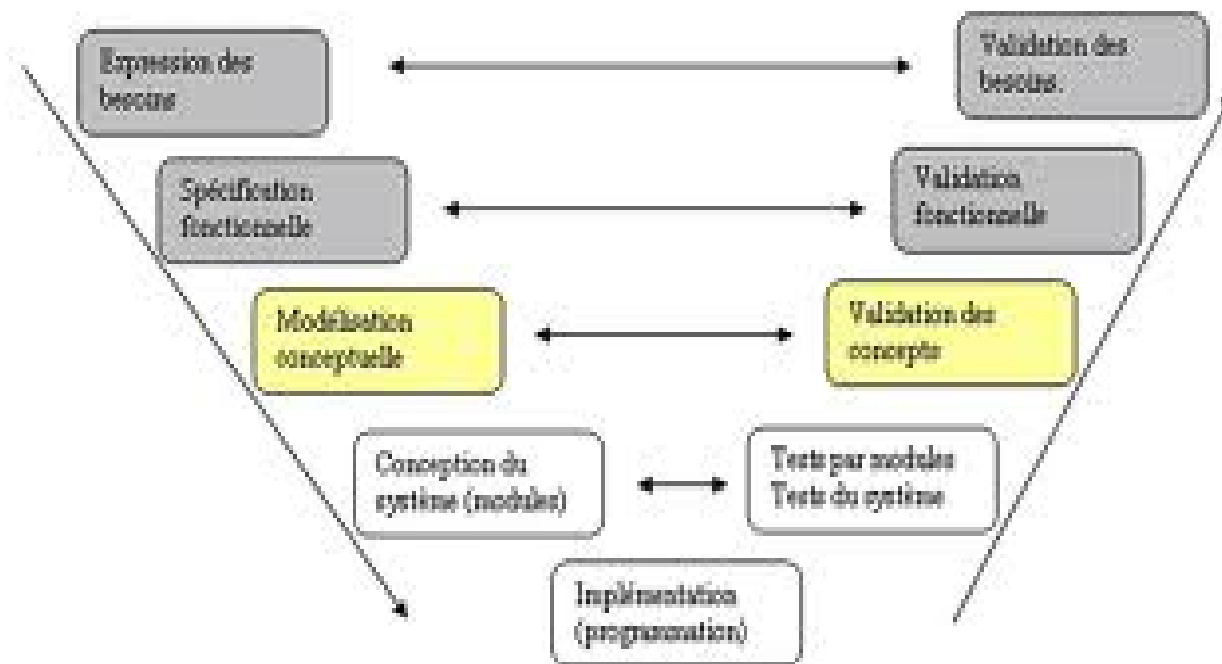 Expression des
besoins
Validation des
besoins.
Spécification
fonctionnelle
Validation
fonctionnelle
Modélisation
conceptuelle
Validation des
concepts
Conception du
système (modules)
Tests par modules
Tests du système
Implémentation
(programmation)